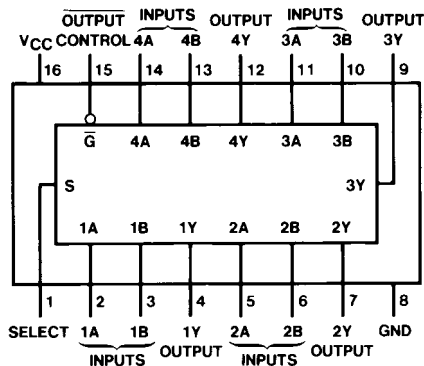 OUTPUT INPUTS OUTPUT INPUTS OUTPUT
VCC CONTROL 4A 4B 4Y 3A 3B 3Y
16 15 14 13 12 11 10 9
G 4A 4B 4Y 3A 3B
S 3Y
1A 1B 1Y 2A 2B 2Y
1 2 3 4 5 6 7 8
SELECT 1A 1B 1Y 2A 2B 2Y GND
INPUTS OUTPUT INPUTS OUTPUT